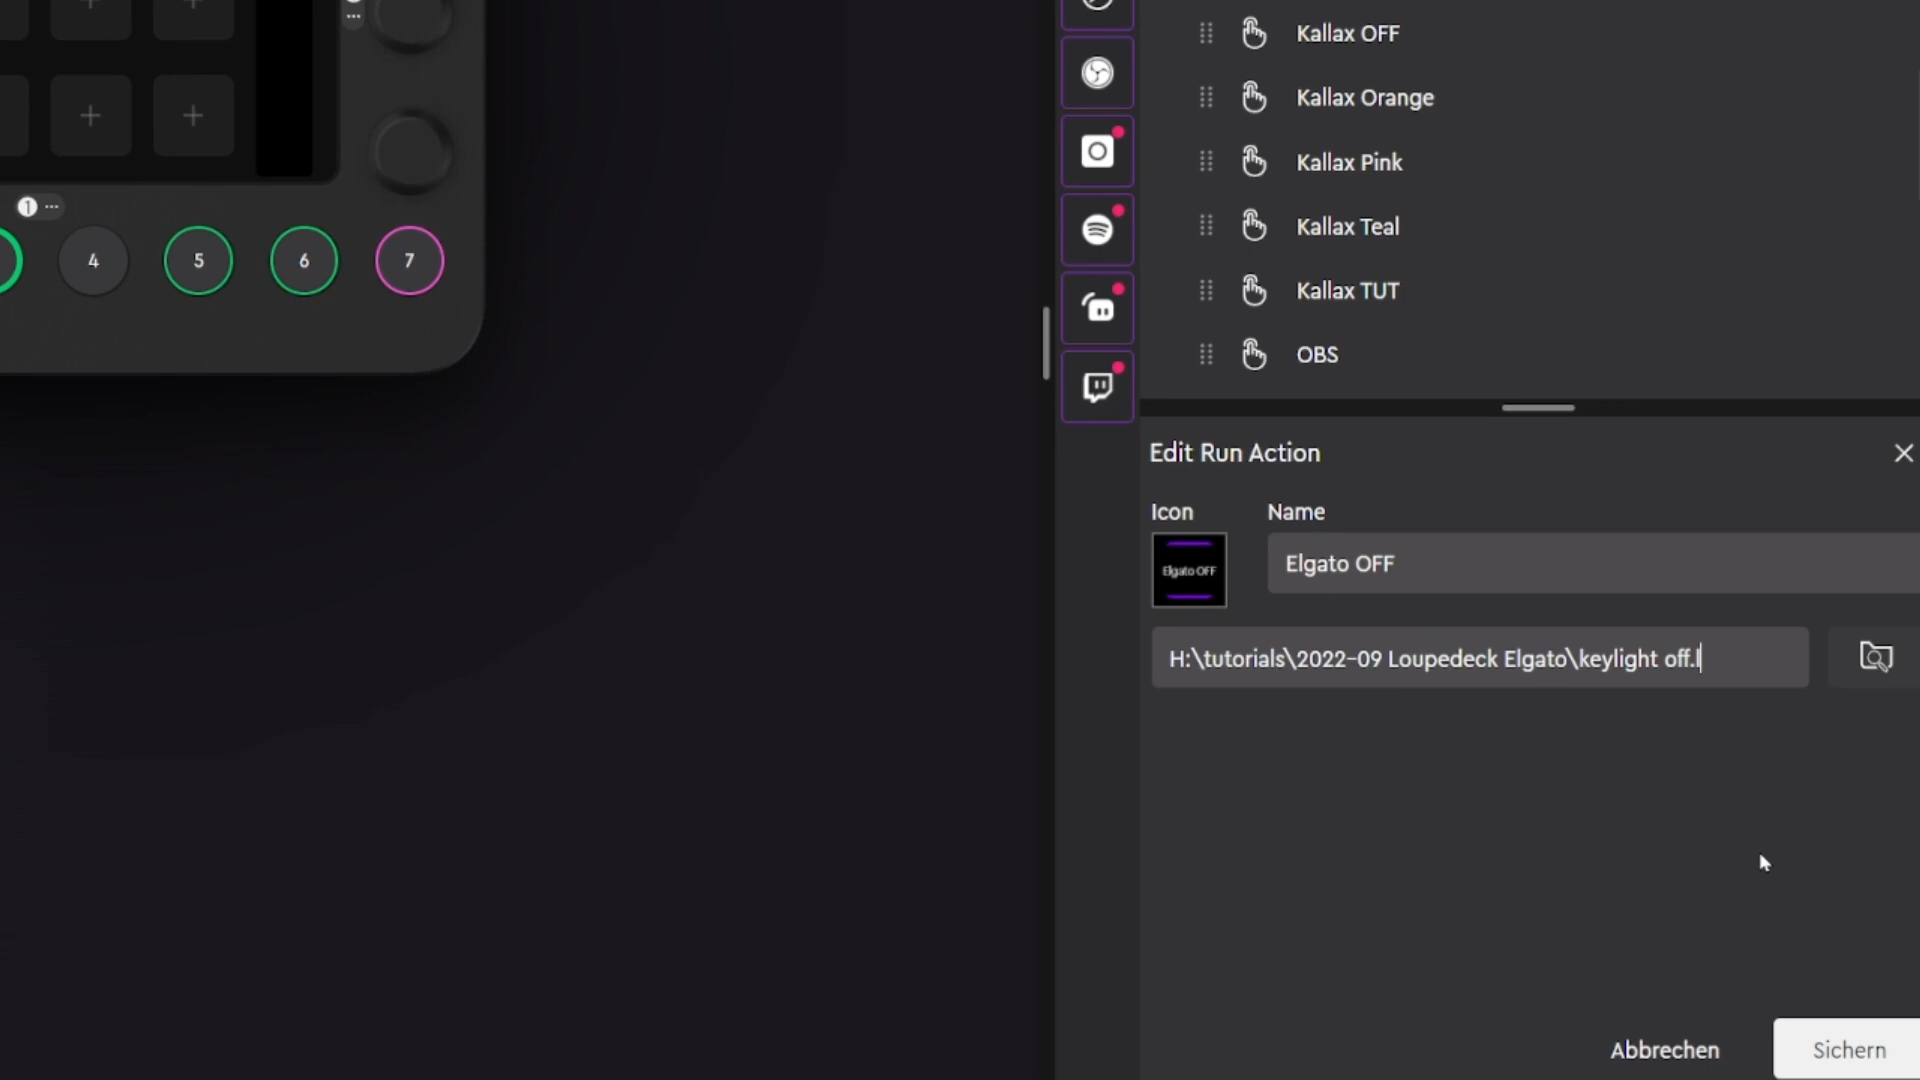 Kallax OFF
Kallax Orange
Kallax Pink
Kallax Teal
Kallax TUT
OBS
1
4
5
6
7
Edit Run Action
Icon
Name
Elgato OFF
Elgato OFF
H:\tutorials\2022-09 Loupedeck Elgato\keylight off.l
Abbrechen
Sichern